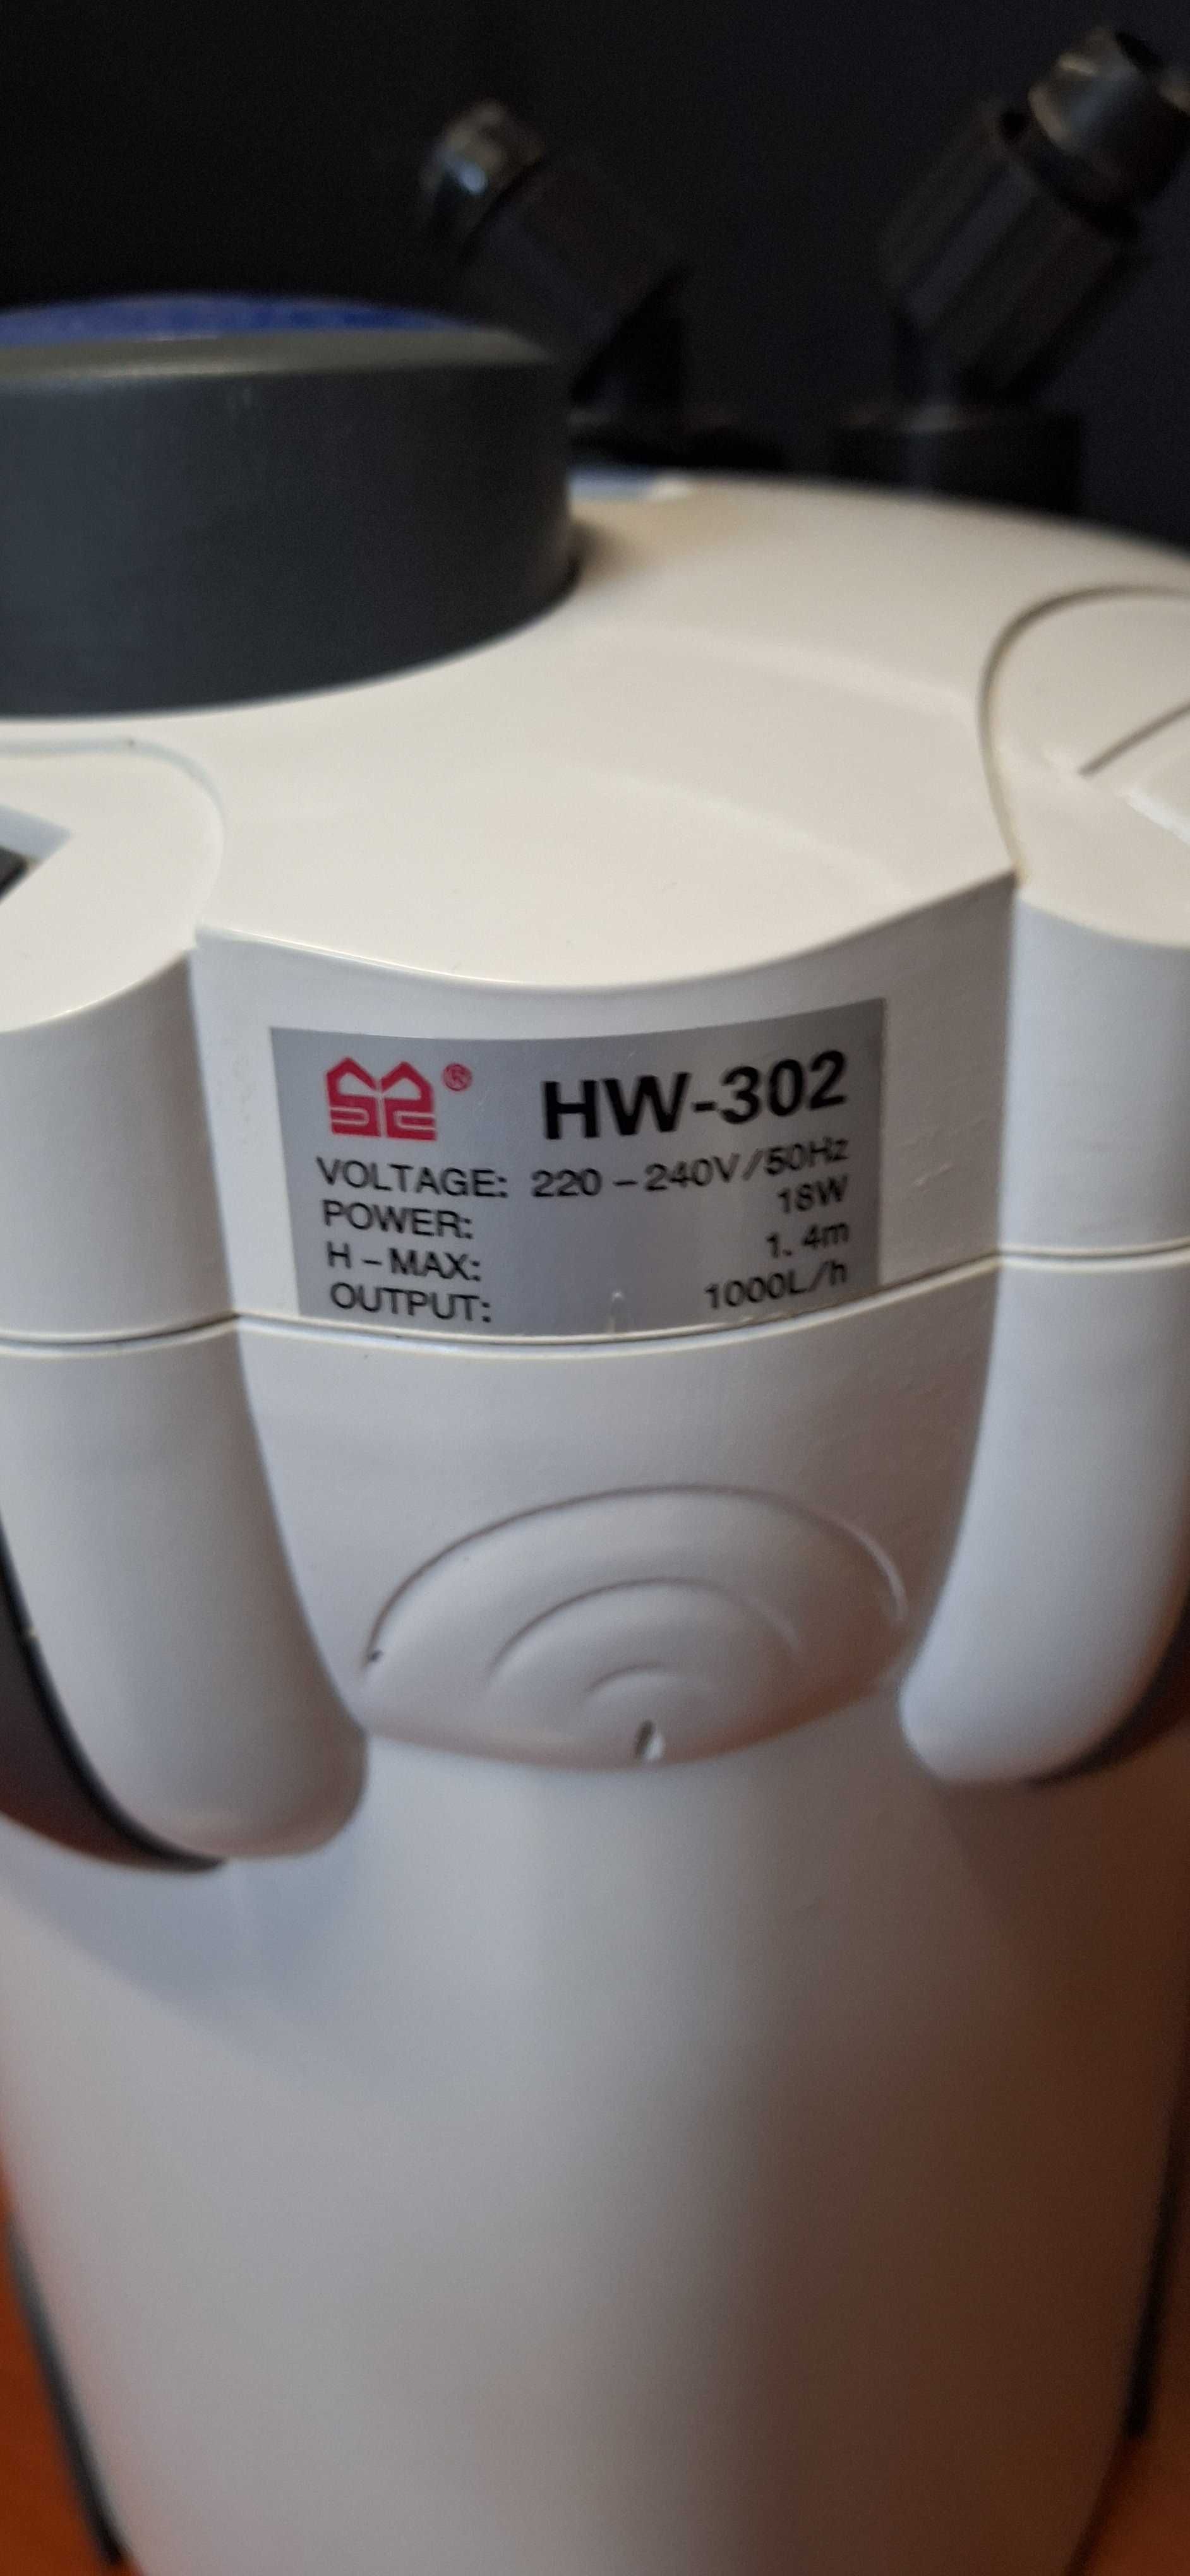 ® HW-302
VOLTAGE: 220-240V/50Hz
POWER: 18W
H-MAX: 1.4m
OUTPUT: 1000L/h